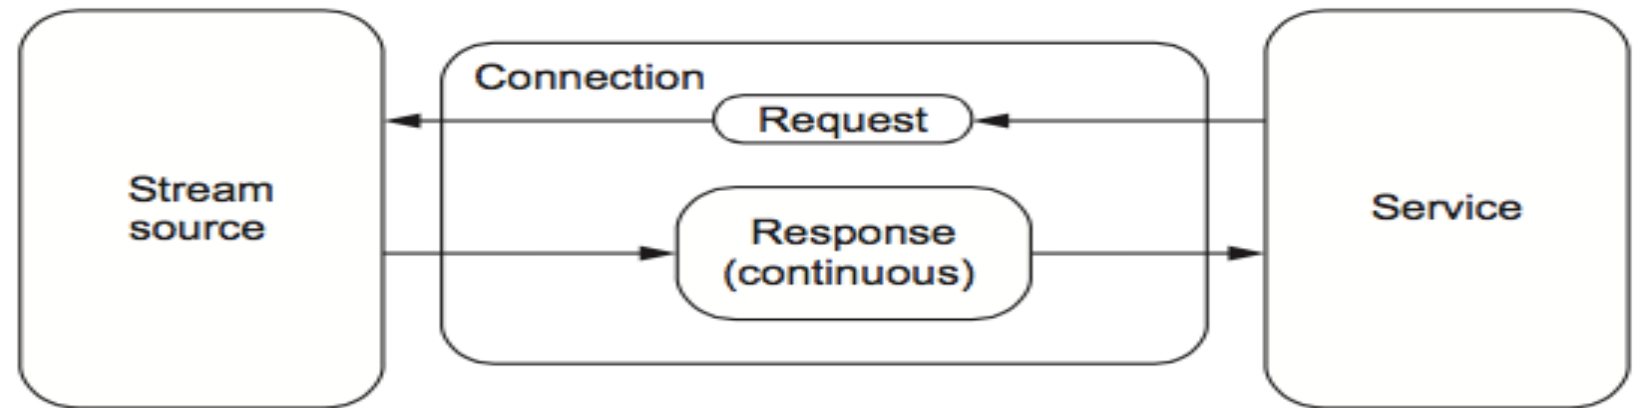 Connection
Request
Stream
source
Response
(continuous)
Service